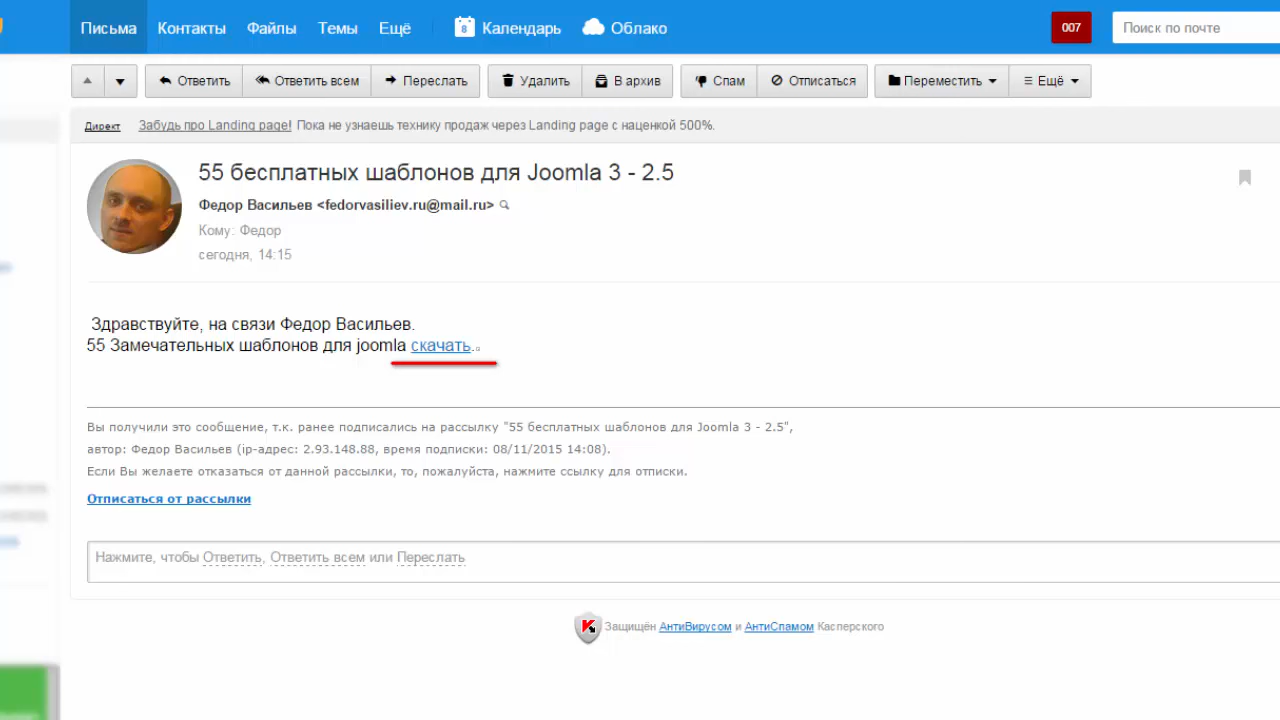 Письма Контакты Файлы Темы Ещё 8 Календарь Облако 007 Поиск по почте
Ответить Ответить всем Переслать Удалить В архив Спам Отписаться Переместить Ещё
Директ Забудь про Landing page! Пока не узнаешь технику продаж через Landing page с наценкой 500%.
55 бесплатных шаблонов для Joomla 3 - 2.5
Федор Васильев <fedorvasiliev.ru@mail.ru>
Кому: Федор
сегодня, 14:15
Здравствуйте, на связи Федор Васильев.
55 Замечательных шаблонов для joomla скачать.
Вы получили это сообщение, т.к. ранее подписались на рассылку "55 бесплатных шаблонов для Joomla 3 - 2.5",
автор: Федор Васильев (ip-адрес: 2.93.148.88, время подписки: 08/11/2015 14:08).
Если Вы желаете отказаться от данной рассылки, то, пожалуйста, нажмите ссылку для отписки.
Отписаться от рассылки
Нажмите, чтобы Ответить, Ответить всем или Переслать
Защищён АнтиВирусом и АнтиСпамом Касперского